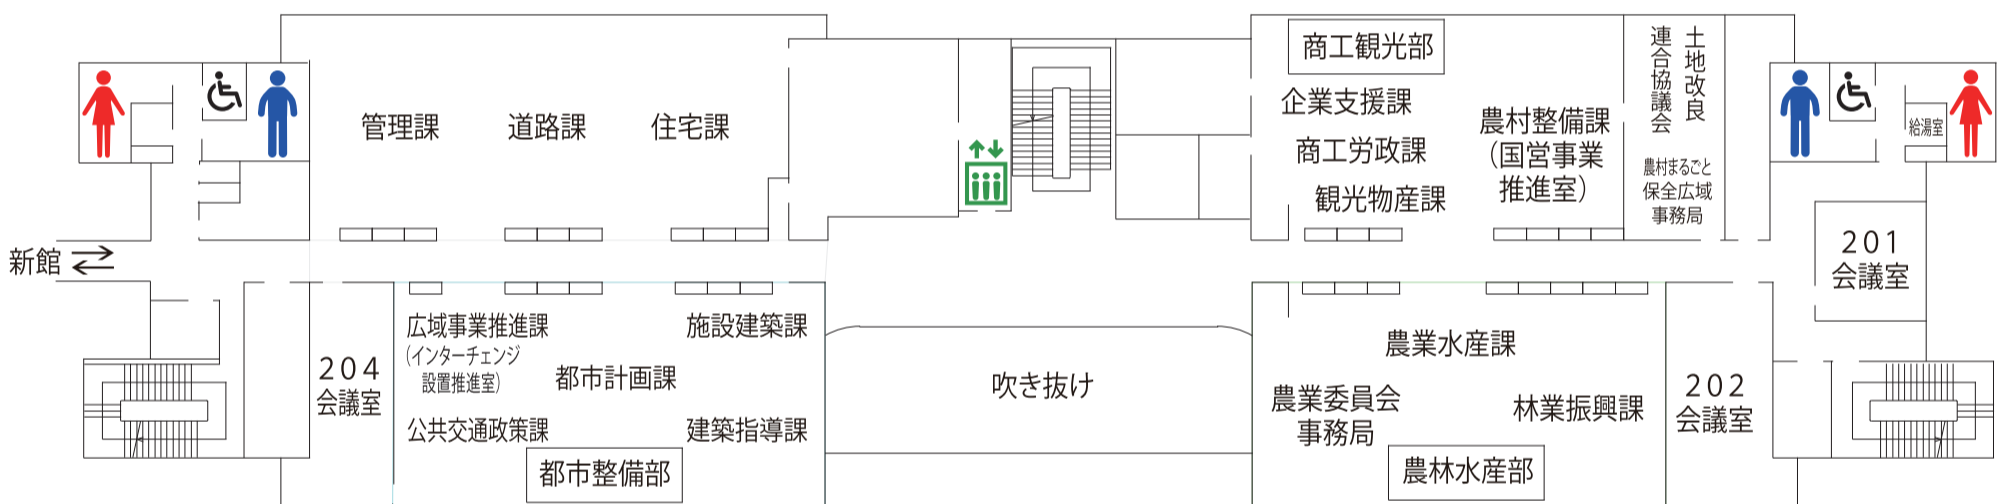 新館
管理課
道路課
住宅課
商工観光部
企業支援課
商工労政課
観光物産課
農村整備課
（国営事業
推進室）
土地改良
連合協議会
農村まるごと
保全広域
事務局
給湯室
201
会議室
204
会議室
広域事業推進課
（インターチェンジ
設置推進室）
公共交通政策課
都市計画課
施設建築課
建築指導課
都市整備部
吹き抜け
農業水産課
農業委員会
事務局
林業振興課
農林水産部
202
会議室